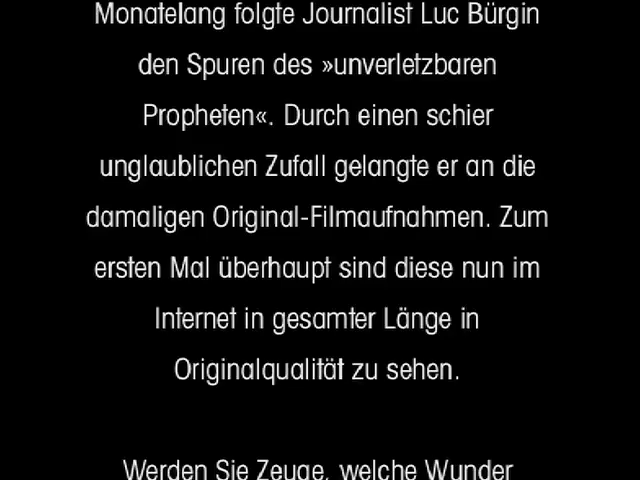 Monatelang folgte Journalist Luc Bürgin
den Spuren des »unverletzbaren
Propheten«. Durch einen schier
unglaublichen Zufall gelangte er an die
damaligen Original-Filmaufnahmen. Zum
ersten Mal überhaupt sind diese nun im
Internet in gesamter Länge in
Originalqualität zu sehen.
Werden Sie Zeuge, welche Wunder